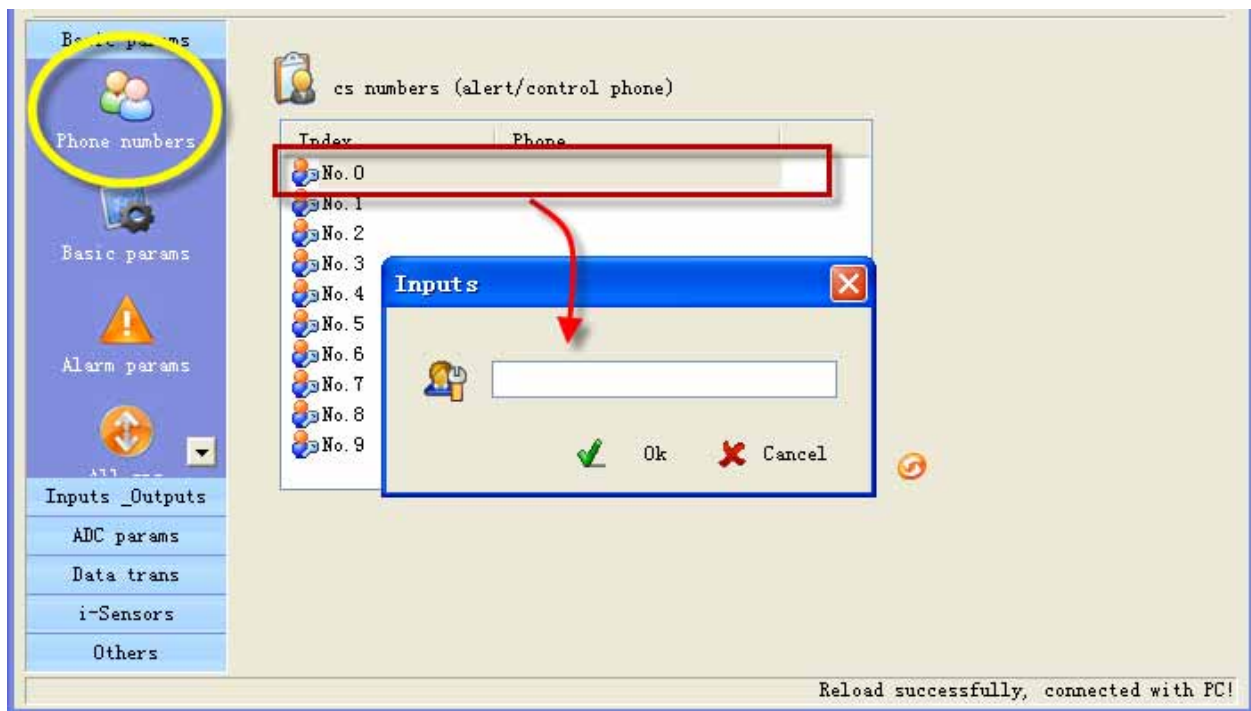 Basic params
Phone numbers
Basic params
Alarm params
Inputs _Outputs
ADC params
Data trans
i-Sensors
Others
cs numbers (alert/control phone)
Index Phone
No. 0
No. 1
No. 2
No. 3
No. 4
No. 5
No. 6
No. 7
No. 8
No. 9
Inputs
Ok Cancel
Reload successfully, connected with PC!